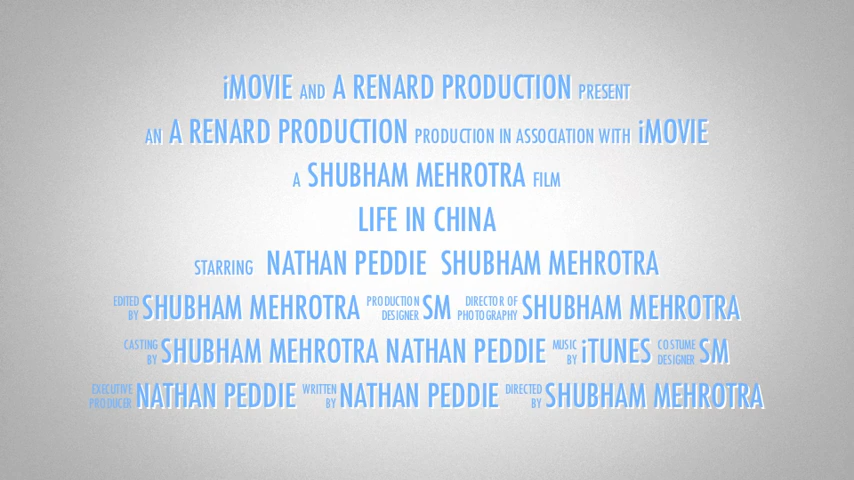 iMOVIE AND A RENARD PRODUCTION PRESENT
AN A RENARD PRODUCTION PRODUCTION IN ASSOCIATION WITH iMOVIE
A SHUBHAM MEHROTRA FILM
LIFE IN CHINA
STARRING NATHAN PEDDIE SHUBHAM MEHROTRA
EDITED BY SHUBHAM MEHROTRA PRODUCTION DESIGNER SM DIRECTOR OF PHOTOGRAPHY SHUBHAM MEHROTRA
CASTING BY SHUBHAM MEHROTRA NATHAN PEDDIE MUSIC BY iTUNES COSTUME DESIGNER SM
EXECUTIVE PRODUCER NATHAN PEDDIE WRITTEN BY NATHAN PEDDIE DIRECTED BY SHUBHAM MEHROTRA